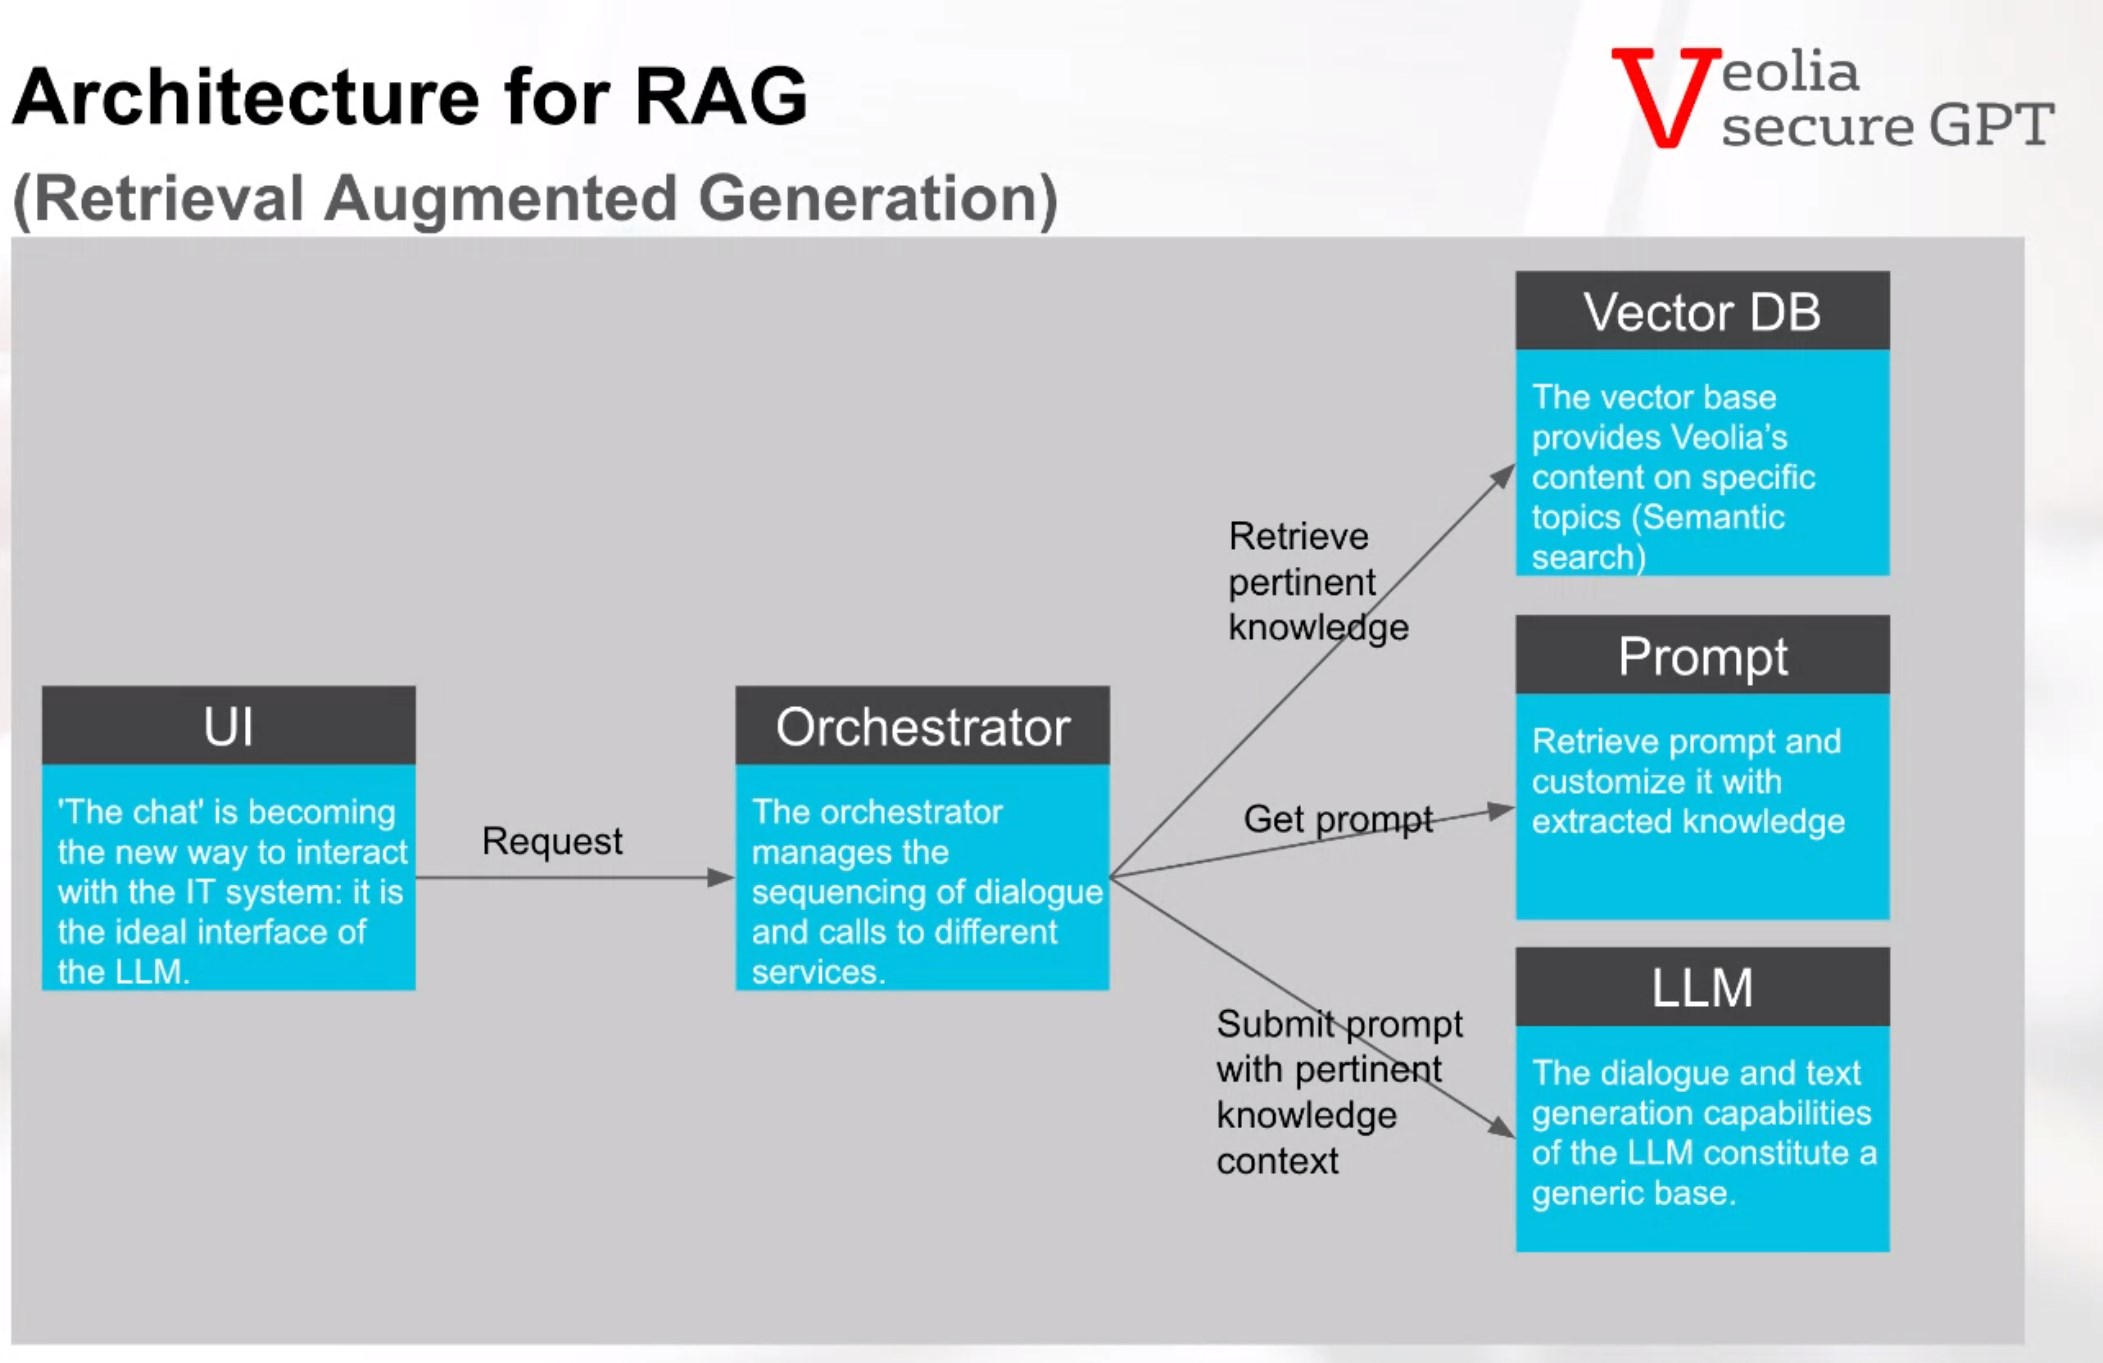 Architecture for RAG
(Retrieval Augmented Generation)
Veolia
secure GPT
UI
'The chat' is becoming
the new way to interact
with the IT system: it is
the ideal interface of
the LLM.
Request
Orchestrator
The orchestrator
manages the
sequencing of dialogue
and calls to different
services.
Retrieve
pertinent
knowledge
Get prompt
Submit prompt
with pertinent
knowledge
context
Vector DB
The vector base
provides Veolia’s
content on specific
topics (Semantic
search)
Prompt
Retrieve prompt and
customize it with
extracted knowledge
LLM
The dialogue and text
generation capabilities
of the LLM constitute a
generic base.